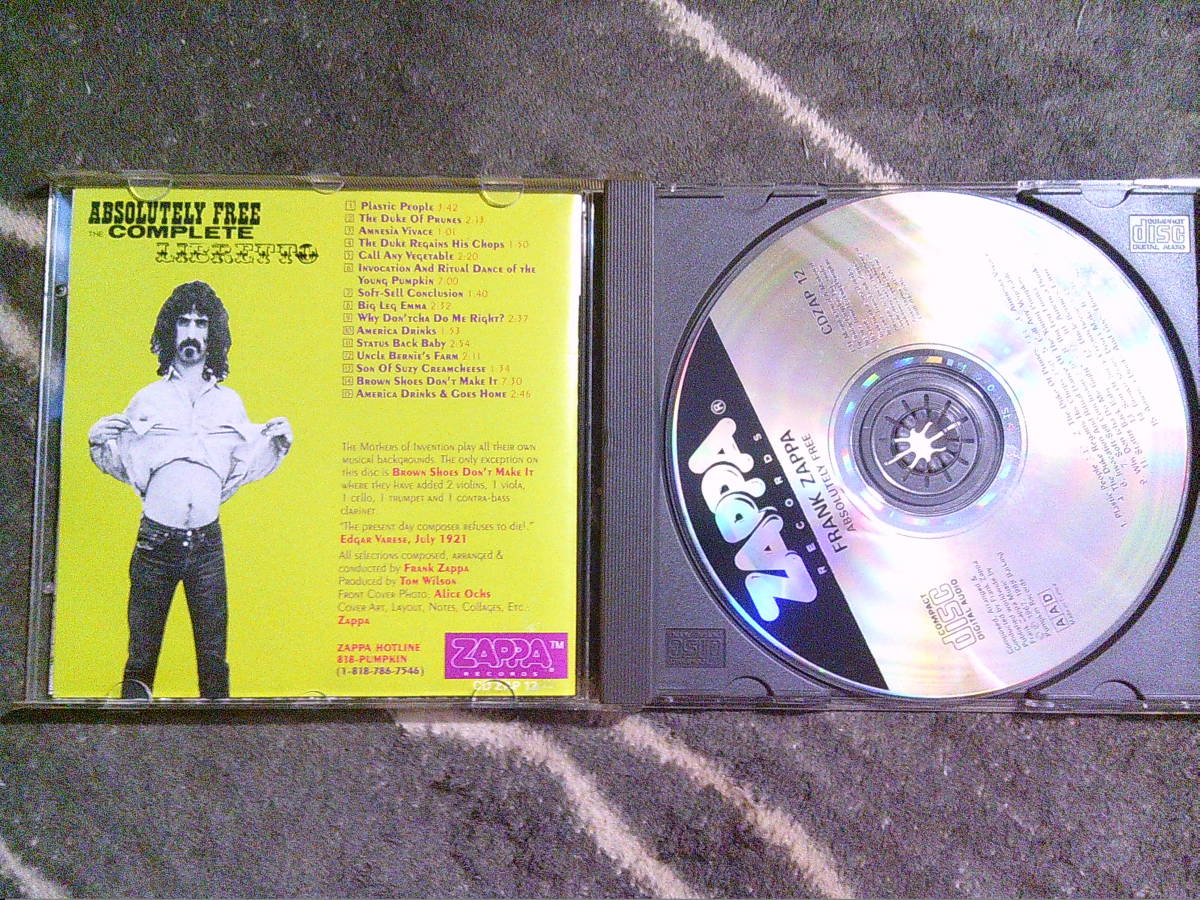 ABSOLUTELY FREE
THE COMPLETE
LIBRETTO
1 Plastic People 3:42
2 The Duke Of Prunes 2:13
3 Amnesia Vivace 1:01
4 The Duke Regains His Chops 1:50
5 Call Any Vegetable 2:20
6 Invocation And Ritual Dance of the
Young Pumpkin 7:00
7 Soft-Sell Conclusion 1:40
8 Big Leg Emma 2:32
9 Why Don'tcha Do Me Right? 2:37
10 America Drinks 1:53
11 Status Back Baby 2:54
12 Uncle Bernie's Farm 2:11
13 Son Of Suzy Creamcheese 1:34
14 Brown Shoes Don't Make It 7:30
15 America Drinks & Goes Home 2:46
The Mothers of Invention play all their own
musical backgrounds. The only exception on
this disc is Brown Shoes Don't Make It
where they have added 2 violins, 1 viola,
1 cello, 1 trumpet and 1 contra-bass
clarinet
"The present day composer refuses to die!."
Edgar Varese, July 1921
All selections composed, arranged &
conducted by Frank Zappa
Produced by Tom Wilson
Front Cover Photo: Alice Ochs
Cover Art, Layout, Notes, Collages, Etc.:
Zappa
ZAPPA HOTLINE
818-PUMPKIN
(1-818-786-7546)
ZAPPA™
RECORDS®
CD ZAP 12
COMPACT
disc
DIGITAL AUDIO
ZAPPA®
RECORDS
FRANK ZAPPA
ABSOLUTELY FREE
CDZAP 12
COMPACT
disc
DIGITAL AUDIO
AAD